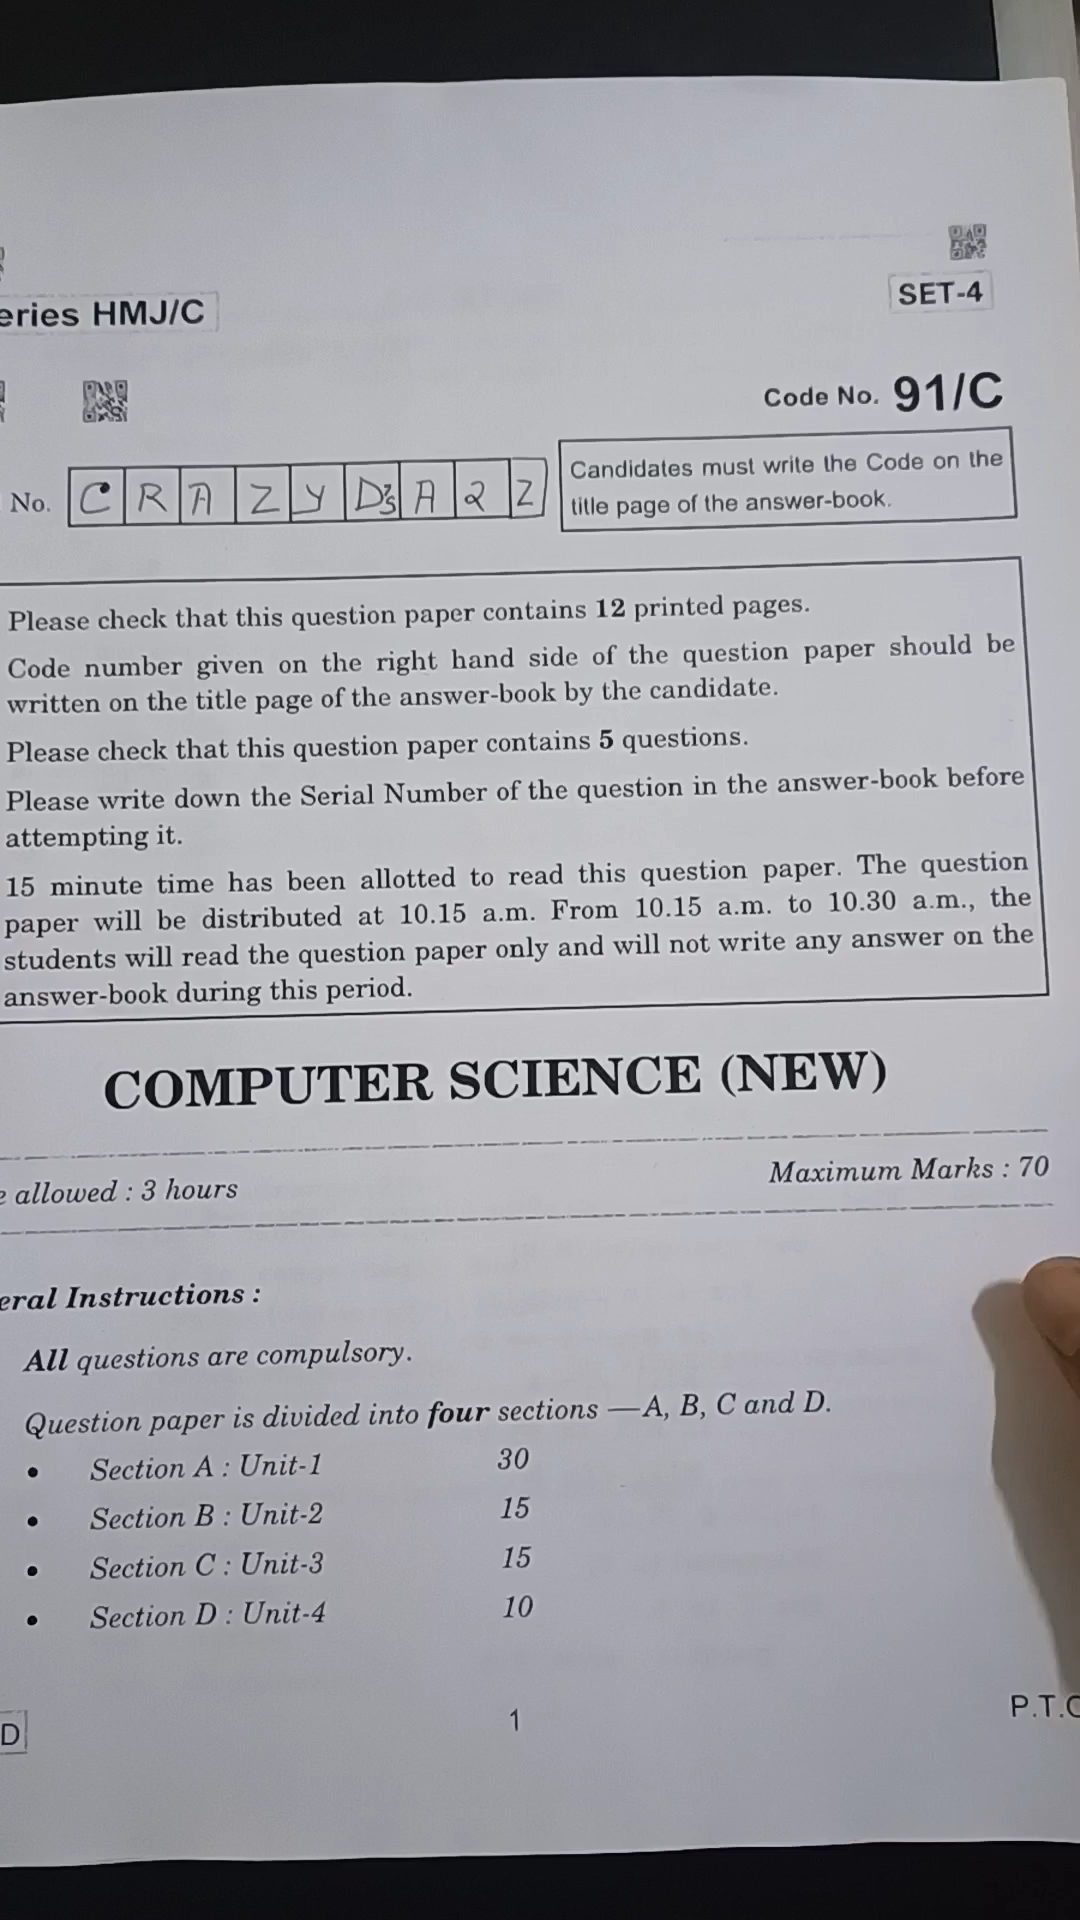 eries HMJ/C
SET-4
Code No. 91/C
No. C R A Z Y D's A 2 Z
Candidates must write the Code on the
title page of the answer-book.
Please check that this question paper contains 12 printed pages.
Code number given on the right hand side of the question paper should be
written on the title page of the answer-book by the candidate.
Please check that this question paper contains 5 questions.
Please write down the Serial Number of the question in the answer-book before
attempting it.
15 minute time has been allotted to read this question paper. The question
paper will be distributed at 10.15 a.m. From 10.15 a.m. to 10.30 a.m., the
students will read the question paper only and will not write any answer on the
answer-book during this period.
COMPUTER SCIENCE (NEW)
e allowed : 3 hours
Maximum Marks : 70
eral Instructions :
All questions are compulsory.
Question paper is divided into four sections — A, B, C and D.
• Section A : Unit-1 30
• Section B : Unit-2 15
• Section C : Unit-3 15
• Section D : Unit-4 10
D
1
P.T.O